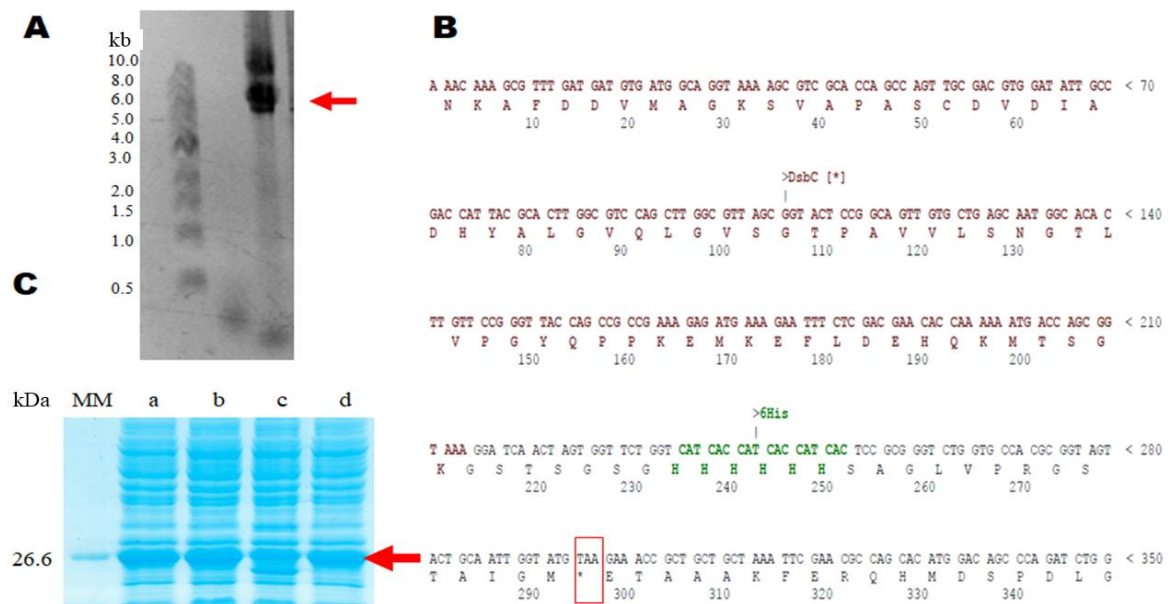 A
kb
10.0
8.0
6.0
5.0
4.0
3.0
2.0
1.5
1.0
0.5
B
A AAC AAA GCG TTT GAT GAT GTG ATG GCA GGT AAA AGC GTC GCA CCA GCC AGT TGC GAC GTG GAT ATT GCC < 70
N K A F D D V M A G K S V A P A S C D V D I A
10 20 30 40 50 60
>DsbC [*]
|
GAC CAT TAC GCA CTT GGC GTC CAG CTT GGC GTT AGC GGT ACT CCG GCA GTT GTG CTG AGC AAT GGC ACA C < 140
D H Y A L G V Q L G V S G T P A V V L S N G T L
80 90 100 110 120 130
TT GTT CCG GGT TAC CAG CCG CCG AAA GAG ATG AAA GAA TTT CTC GAC GAA CAC CAA AAA ATG ACC AGC GG < 210
V P G Y Q P P K E M K E F L D E H Q K M T S G
150 160 170 180 190 200
>6His
|
T AAA GGA TCA ACT AGT GGT TCT GGT CAT CAC CAT CAC CAT CAC TCC GCG GGT CTG GTG CCA CGC GGT AGT < 280
K G S T S G S G H H H H H H S A G L V P R G S
220 230 240 250 260 270
ACT GCA ATT GGT ATG TAA GAA ACC GCT GCT GCT AAA TTC GAA CGC CAG CAC ATG GAC AGC CCA GAT CTG G < 350
T A I G M * E T A A A K F E R Q H M D S P D L G
290 300 310 320 330 340
C
kDa MM a b c d
26.6